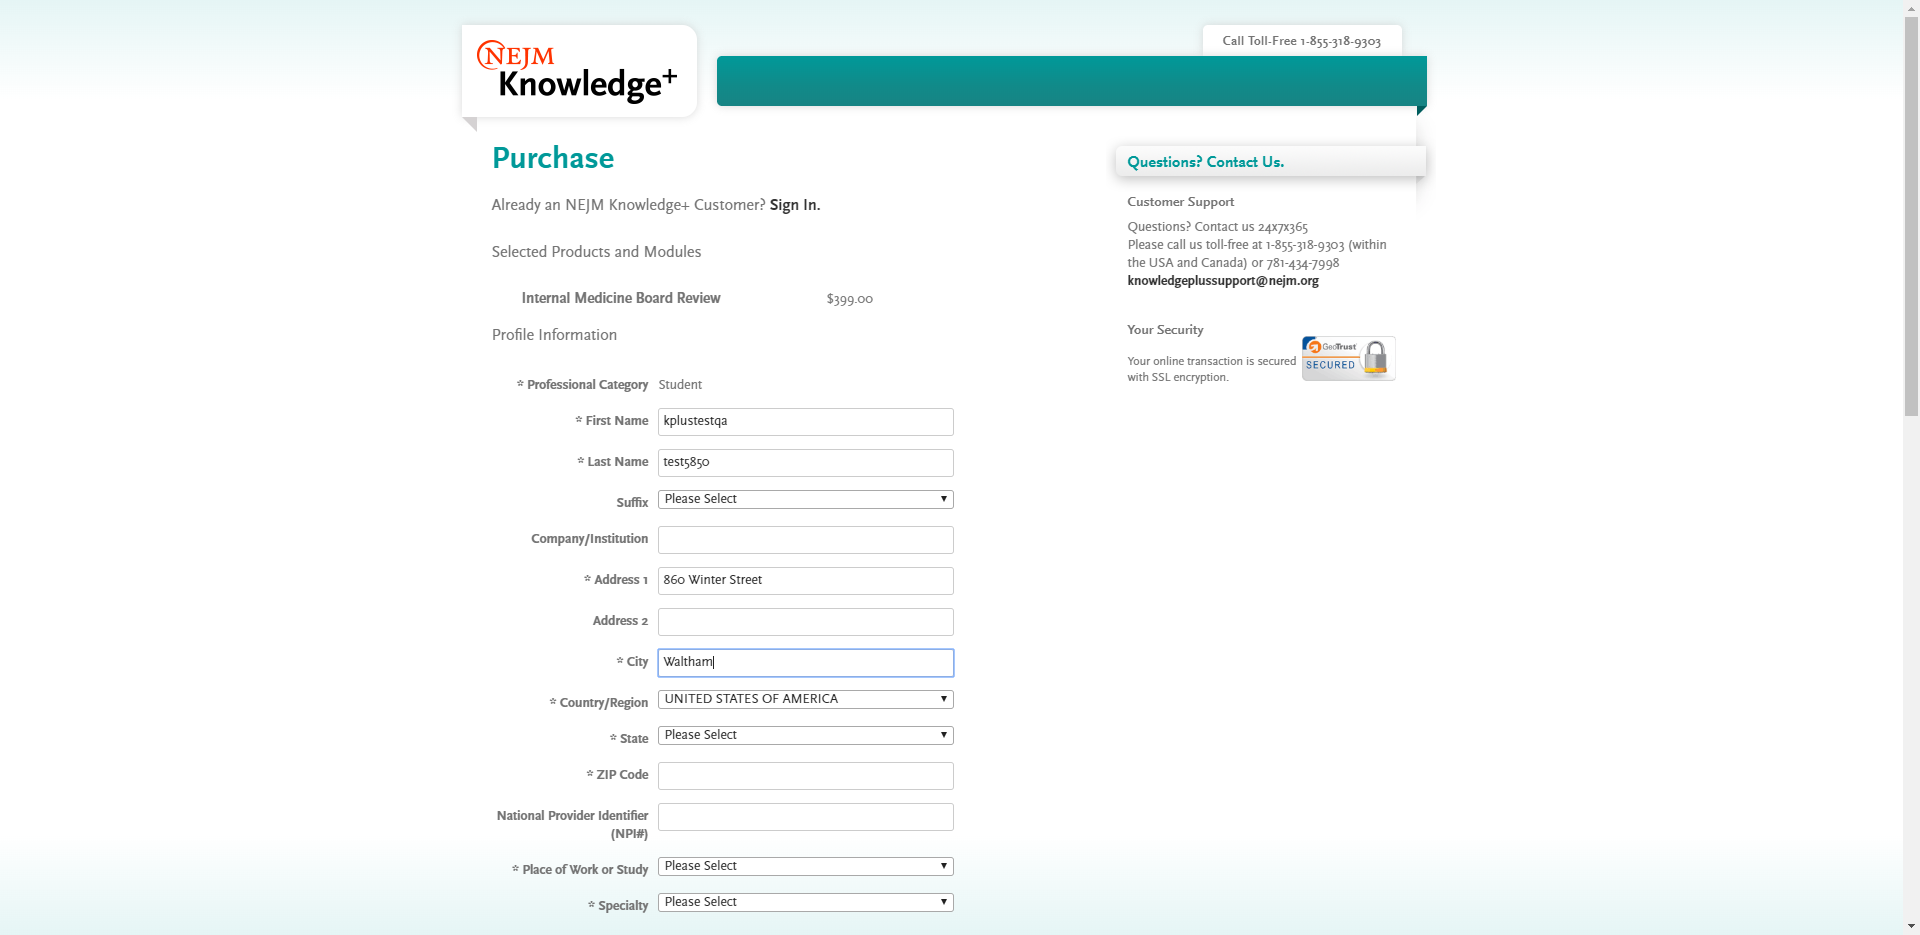 NEJM
Knowledge+
Call Toll-Free 1-855-318-9303
Purchase
Already an NEJM Knowledge+ Customer? Sign In.
Selected Products and Modules
Internal Medicine Board Review $399.00
Profile Information
* Professional Category Student
* First Name kplustestqa
* Last Name test5850
Suffix Please Select
Company/Institution
* Address 1 860 Winter Street
Address 2
* City Waltham
* Country/Region UNITED STATES OF AMERICA
* State Please Select
* ZIP Code
National Provider Identifier
(NPI#)
* Place of Work or Study Please Select
* Specialty Please Select
Questions? Contact Us.
Customer Support
Questions? Contact us 24x7x365
Please call us toll-free at 1-855-318-9303 (within
the USA and Canada) or 781-434-7998
knowledgeplussupport@nejm.org
Your Security
Your online transaction is secured
with SSL encryption.
GeoTrust
SECURED